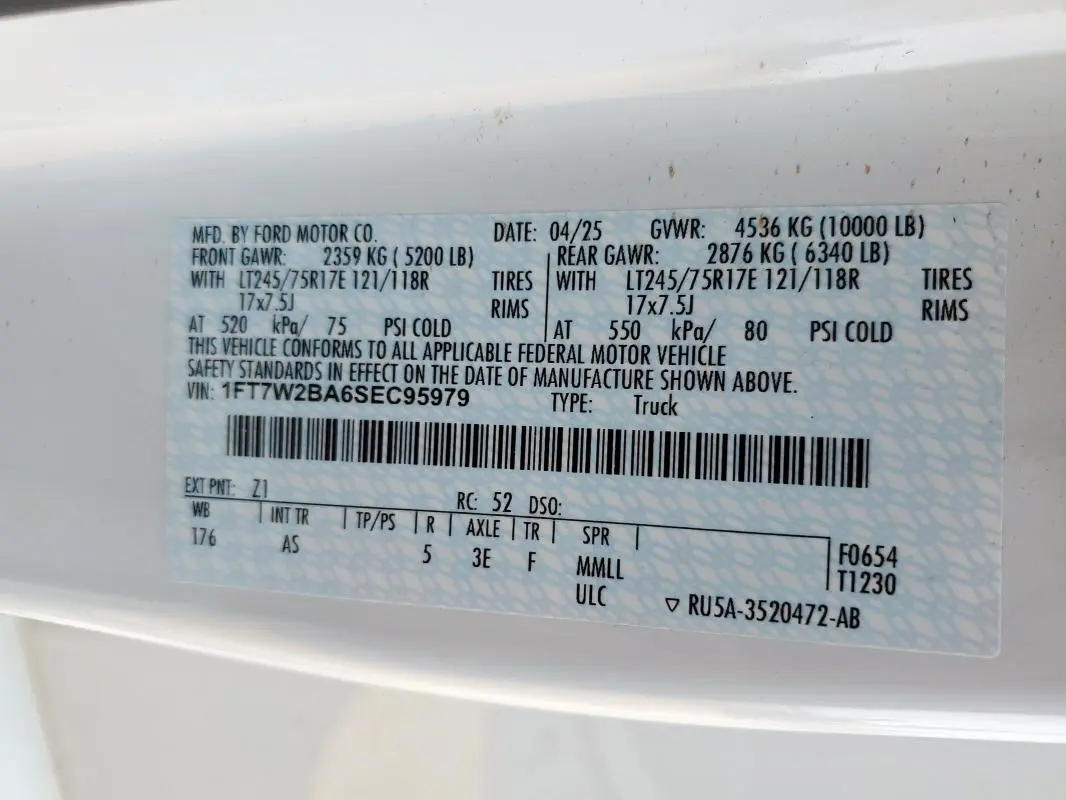 MFD. BY FORD MOTOR CO. DATE: 04/25 GVWR: 4536 KG (10000 LB)
FRONT GAWR: 2359 KG ( 5200 LB) REAR GAWR: 2876 KG ( 6340 LB)
WITH LT245/75R17E 121/118R TIRES WITH LT245/75R17E 121/118R TIRES
17x7.5J RIMS 17x7.5J RIMS
AT 520 kPa/ 75 PSI COLD AT 550 kPa/ 80 PSI COLD
THIS VEHICLE CONFORMS TO ALL APPLICABLE FEDERAL MOTOR VEHICLE
SAFETY STANDARDS IN EFFECT ON THE DATE OF MANUFACTURE SHOWN ABOVE.
VIN: 1FT7W2BA6SEC95979 TYPE: Truck
EXT PNT: Z1 RC: 52 DSO:
WB INT TR TP/PS R AXLE TR SPR
176 AS 5 3E F MMLL F0654
ULC T1230
▽ RU5A-3520472-AB